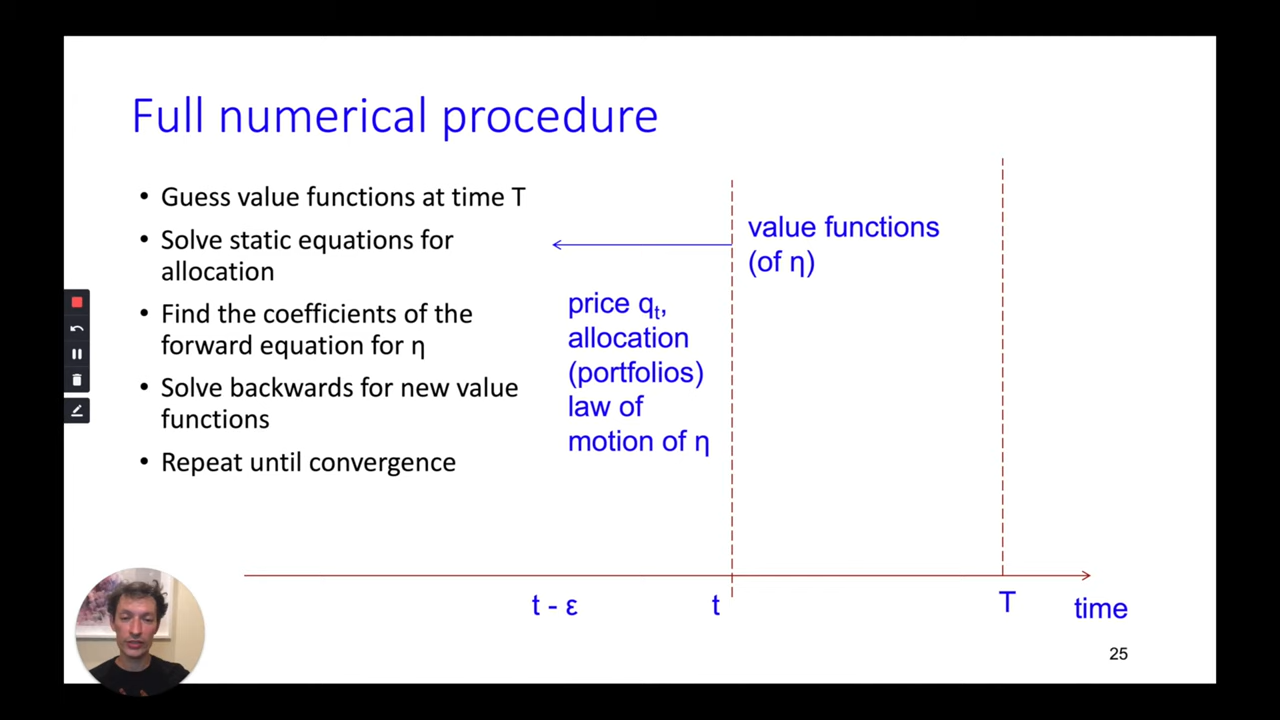 Full numerical procedure
• Guess value functions at time T
• Solve static equations for
allocation
• Find the coefficients of the
forward equation for η
• Solve backwards for new value
functions
• Repeat until convergence
value functions
(of η)
price qₜ,
allocation
(portfolios)
law of
motion of η
t - ε
t
T
time
25